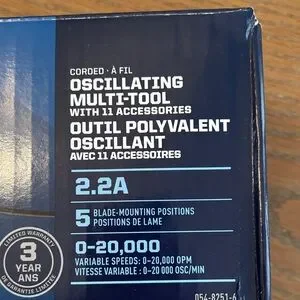 CORDED · À FIL
OSCILLATING
MULTI-TOOL
WITH 11 ACCESSORIES
OUTIL POLYVALENT
OSCILLANT
AVEC 11 ACCESSOIRES
2.2A
5 BLADE-MOUNTING POSITIONS
POSITIONS DE LAME
0-20,000
VARIABLE SPEEDS: 0-20,000 OPM
VITESSE VARIABLE : 0-20 000 OSC/MIN
LIMITED WARRANTY
3
YEAR
ANS
DE GARANTIE LIMITÉE
054-8251-6